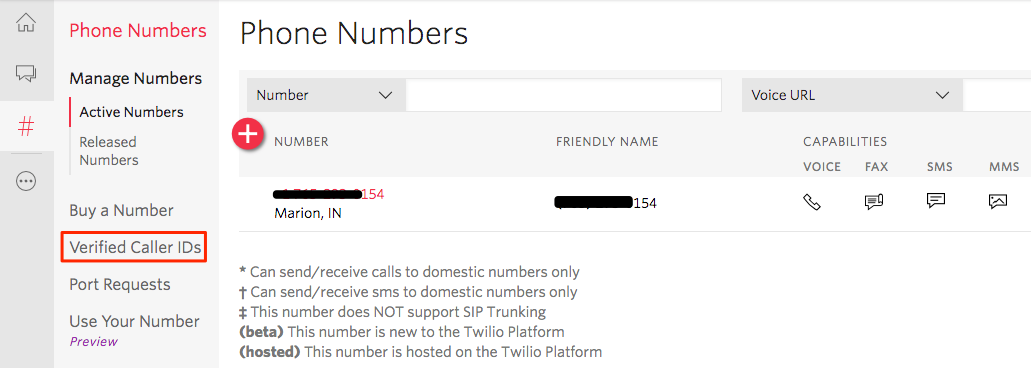 Phone Numbers
Manage Numbers
Active Numbers
Released
Numbers
Buy a Number
Verified Caller IDs
Port Requests
Use Your Number
Preview
Phone Numbers
Number
Voice URL
NUMBER
FRIENDLY NAME
CAPABILITIES
VOICE
FAX
SMS
MMS
154
Marion, IN
154
* Can send/receive calls to domestic numbers only
† Can send/receive sms to domestic numbers only
‡ This number does NOT support SIP Trunking
(beta) This number is new to the Twilio Platform
(hosted) This number is hosted on the Twilio Platform